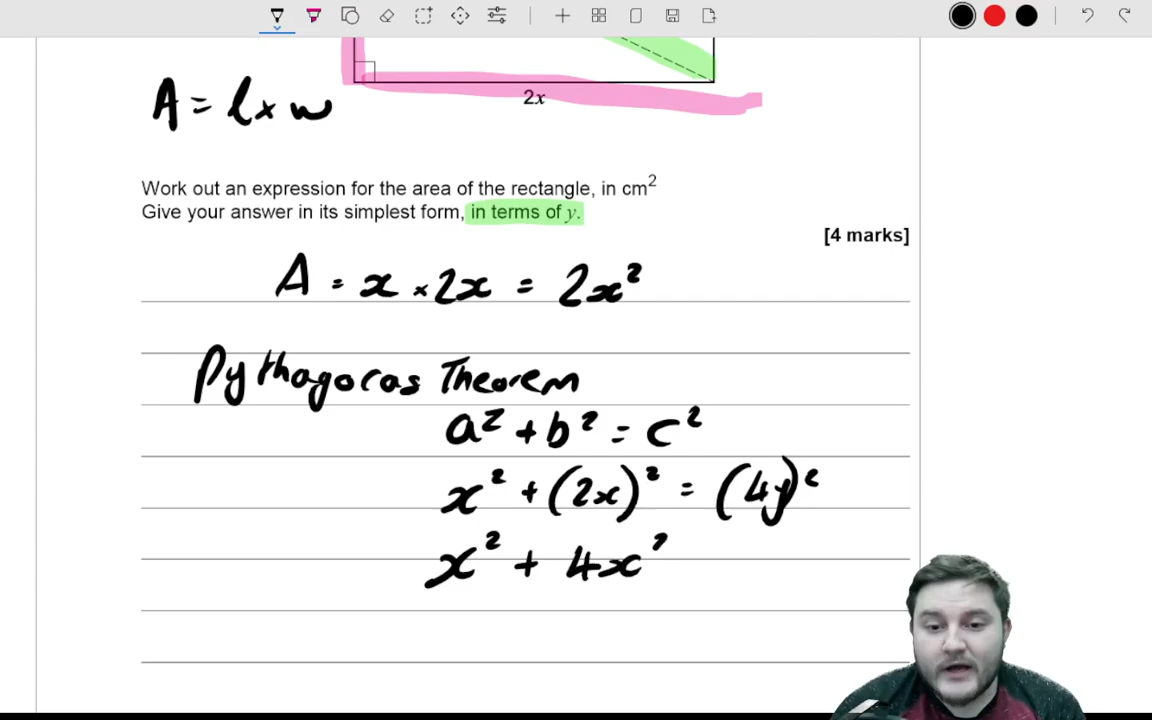 2x
A = l x w
Work out an expression for the area of the rectangle, in cm²
Give your answer in its simplest form, in terms of y.
[4 marks]
A = x × 2x = 2x²
Pythagoras Theorem
a² + b² = c²
x² + (2x)² = (4y)²
x² + 4x²